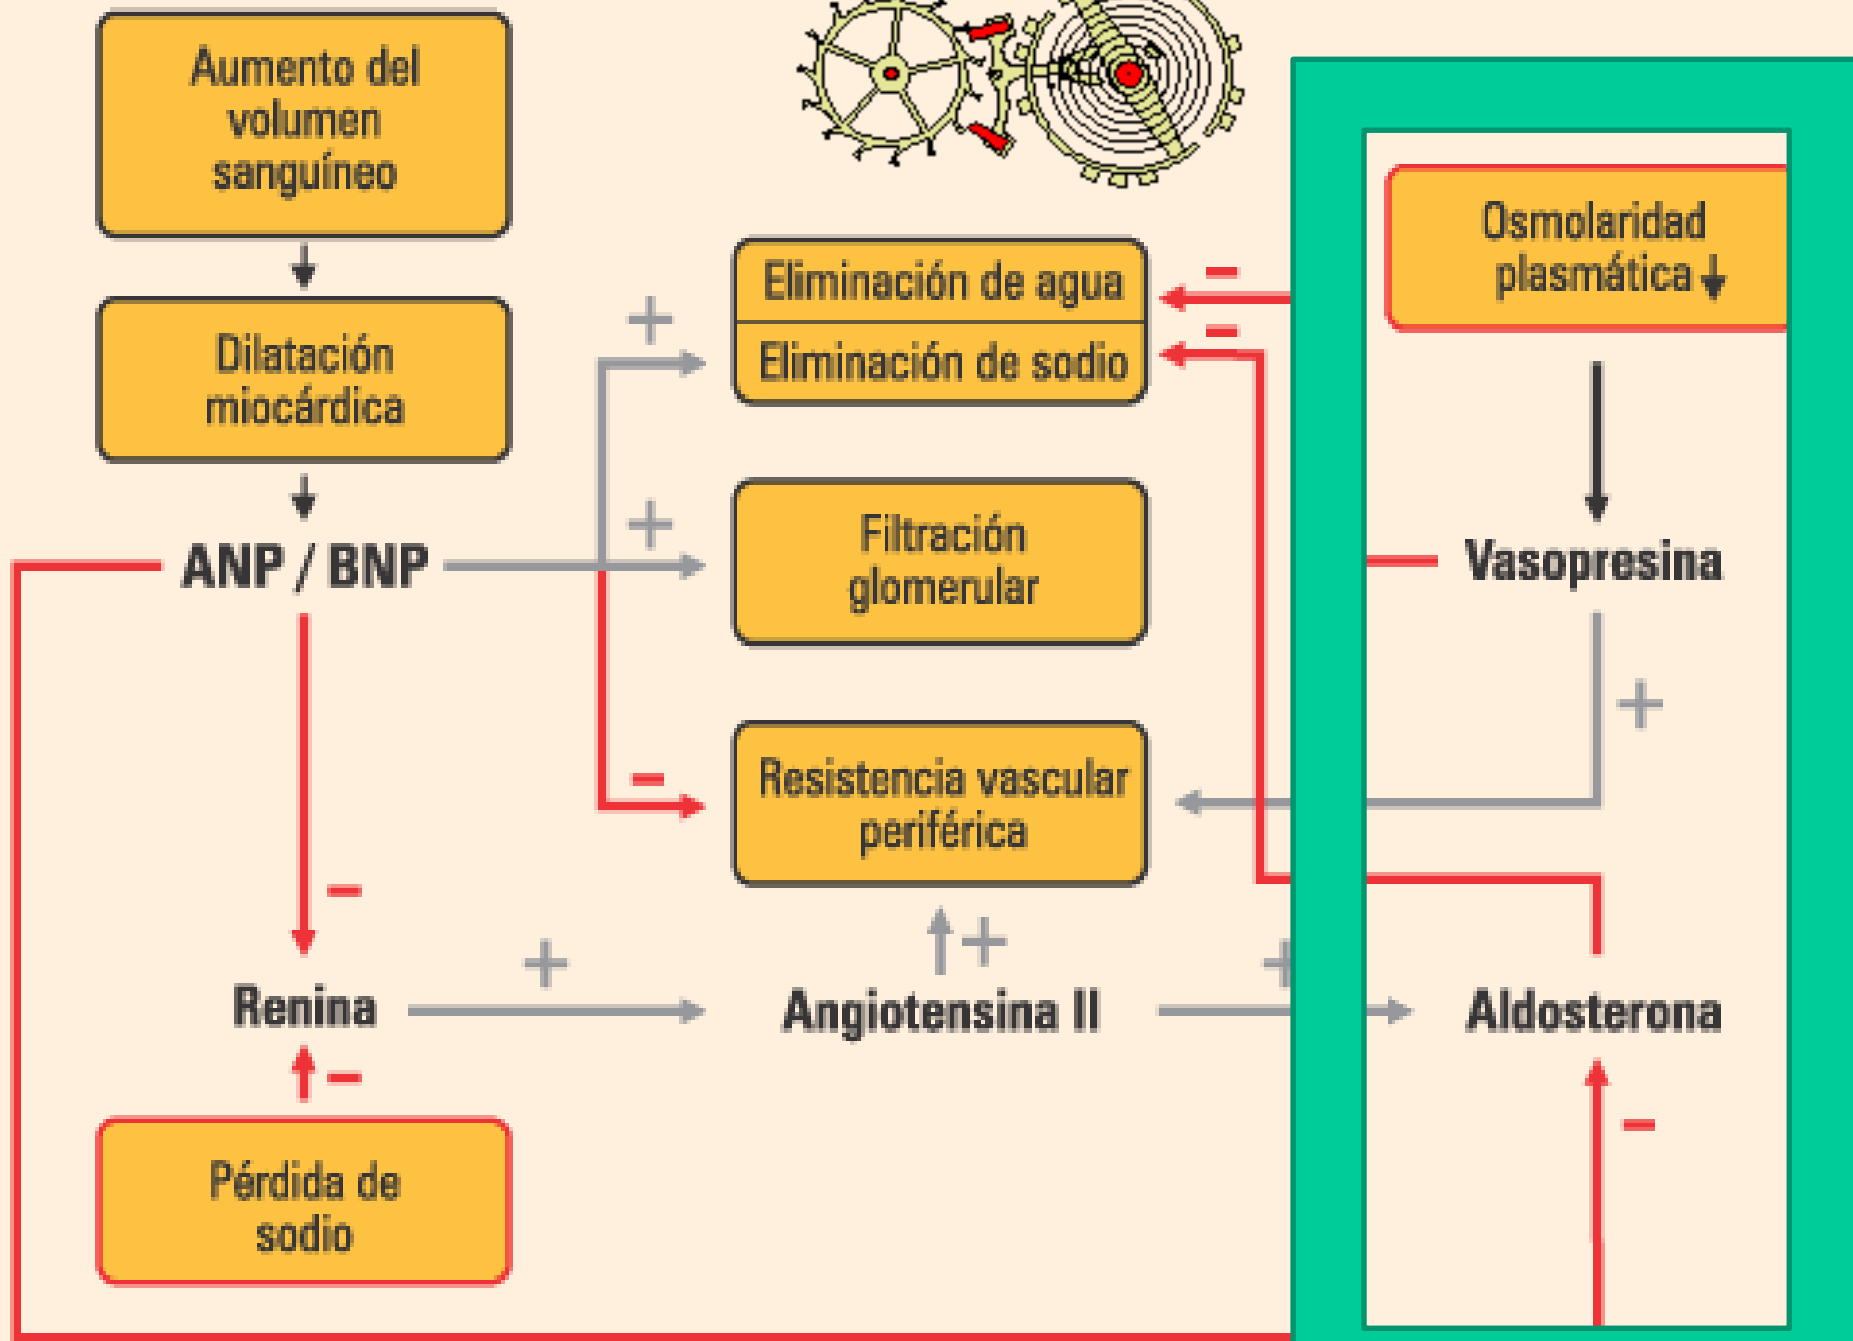 Aumento del
volumen
sanguíneo
Dilatación
miocárdica
ANP / BNP
Renina
Pérdida de
sodio
+
+
-
-
+
-
Eliminación de agua
Eliminación de sodio
Filtración
glomerular
Resistencia vascular
periférica
+
Angiotensina II
-
-
+
Osmolaridad
plasmática ↓
Vasopresina
+
Aldosterona
-